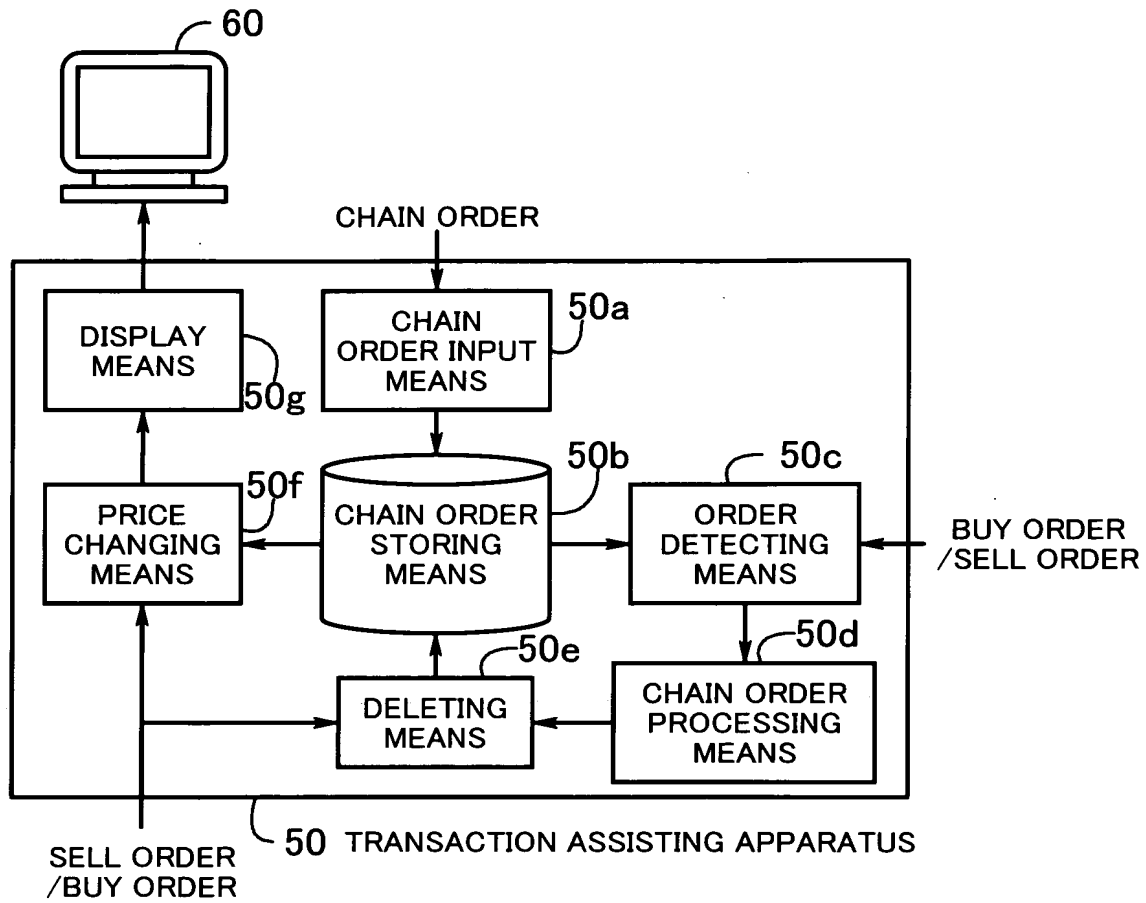 60
CHAIN ORDER
DISPLAY
MEANS
50g
CHAIN
ORDER INPUT
MEANS
50a
PRICE
CHANGING
MEANS
50f
CHAIN ORDER
STORING
MEANS
50b
ORDER
DETECTING
MEANS
50c
BUY ORDER
/SELL ORDER
DELETING
MEANS
50e
CHAIN ORDER
PROCESSING
MEANS
50d
50 TRANSACTION ASSISTING APPARATUS
SELL ORDER
/BUY ORDER